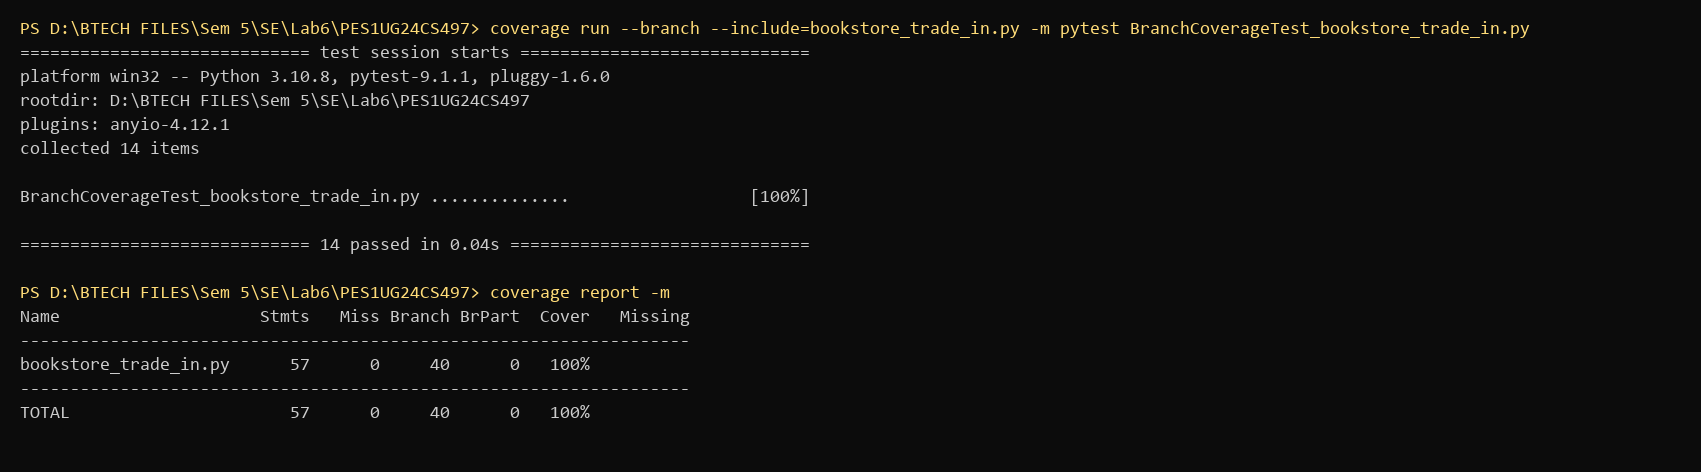 PS D:\BTECH FILES\Sem 5\SE\Lab6\PES1UG24CS497> coverage run --branch --include=bookstore_trade_in.py -m pytest BranchCoverageTest_bookstore_trade_in.py
============================= test session starts =============================
platform win32 -- Python 3.10.8, pytest-9.1.1, pluggy-1.6.0
rootdir: D:\BTECH FILES\Sem 5\SE\Lab6\PES1UG24CS497
plugins: anyio-4.12.1
collected 14 items

BranchCoverageTest_bookstore_trade_in.py ..............                  [100%]

============================= 14 passed in 0.04s ==============================

PS D:\BTECH FILES\Sem 5\SE\Lab6\PES1UG24CS497> coverage report -m
Name                    Stmts   Miss Branch BrPart  Cover   Missing
-------------------------------------------------------------------
bookstore_trade_in.py      57      0     40      0   100%
-------------------------------------------------------------------
TOTAL                      57      0     40      0   100%